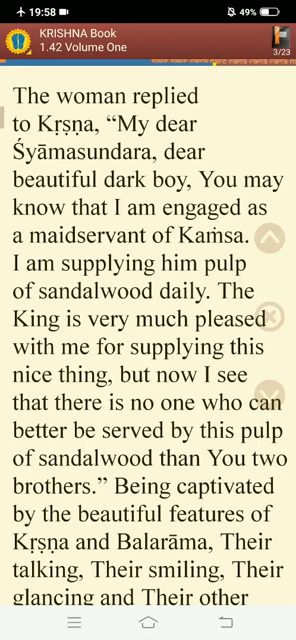 19:58
49%
KRISHNA Book
1.42 Volume One
3/23
The woman replied
to Kṛṣṇa, “My dear
Śyāmasundara, dear
beautiful dark boy, You may
know that I am engaged as
a maidservant of Kaṁsa.
I am supplying him pulp
of sandalwood daily. The
King is very much pleased
with me for supplying this
nice thing, but now I see
that there is no one who can
better be served by this pulp
of sandalwood than You two
brothers.” Being captivated
by the beautiful features of
Kṛṣṇa and Balarāma, Their
talking, Their smiling, Their
glancing and Their other